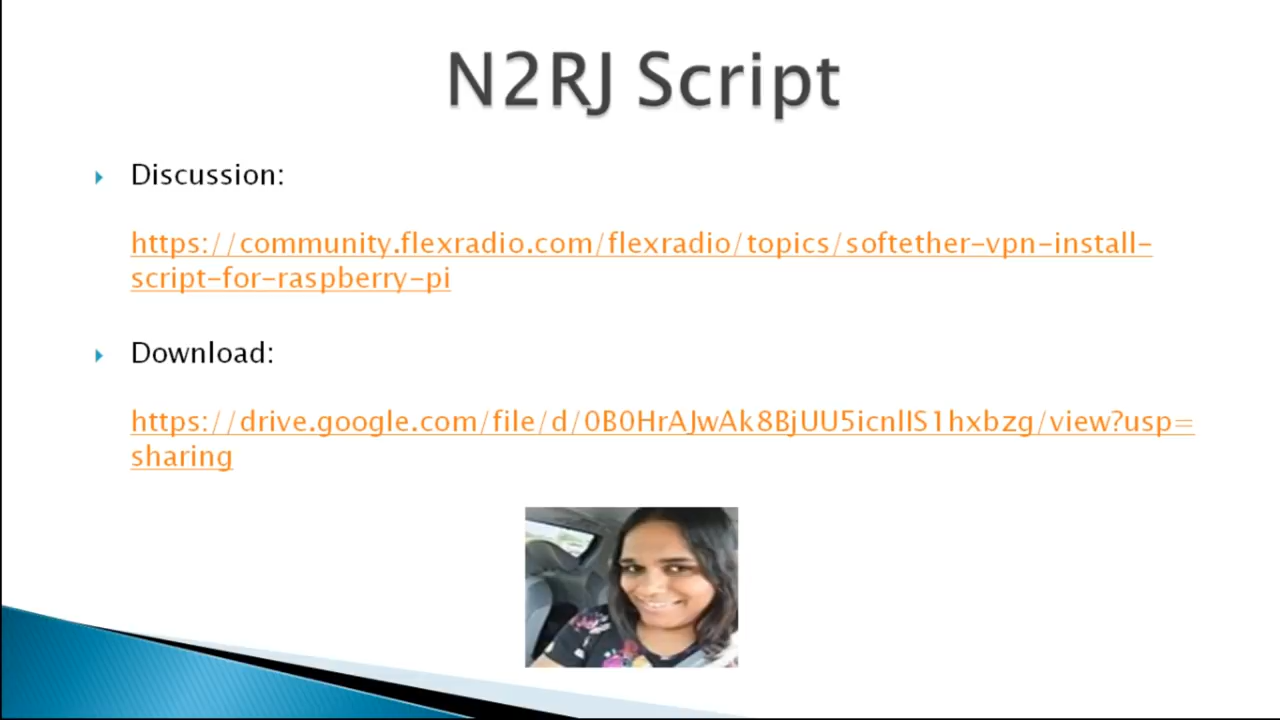 N2RJ Script
Discussion:
https://community.flexradio.com/flexradio/topics/softether-vpn-install-
script-for-raspberry-pi
Download:
https://drive.google.com/file/d/0B0HrAJwAk8BjUU5icnlIS1hxbzg/view?usp=
sharing